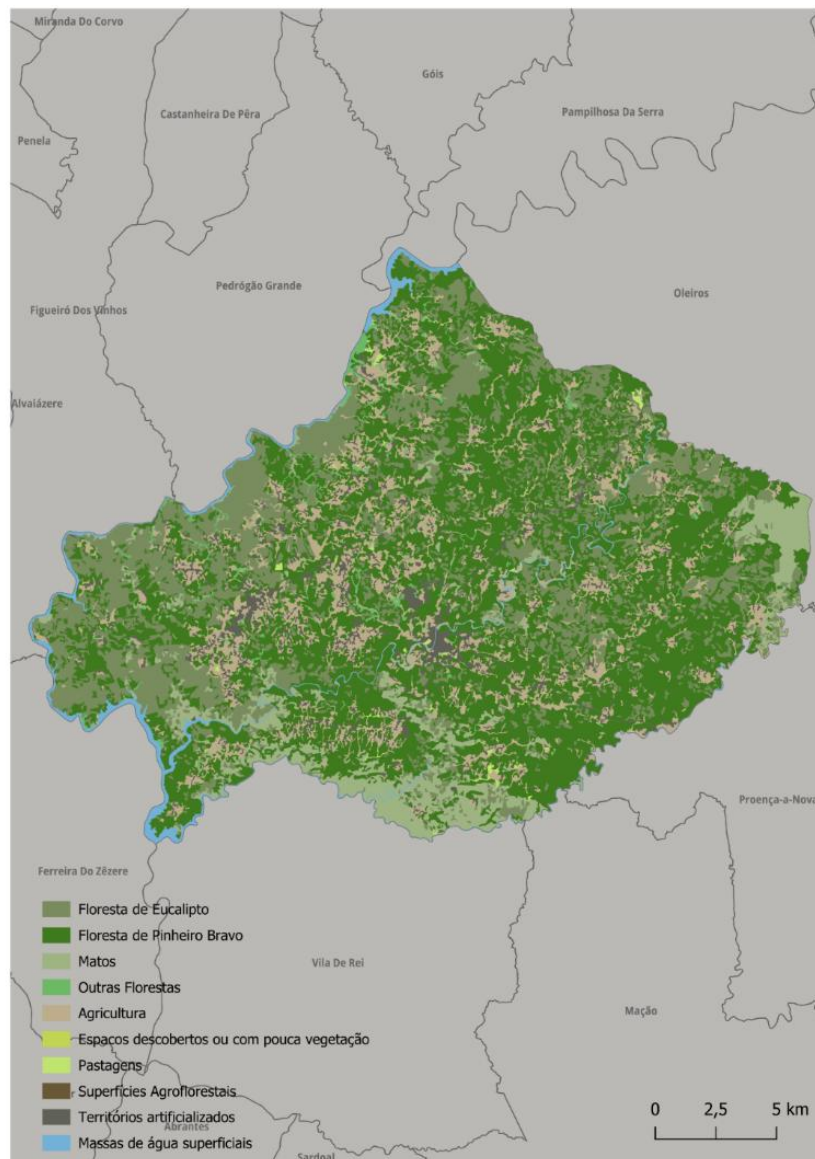 Miranda Do Corvo
Góis
Castanheira De Pêra
Pampilhosa Da Serra
Penela
Pedrógão Grande
Oleiros
Figueiró Dos Vinhos
Alvaiázere
Proença-a-Nova
Ferreira Do Zêzere
Vila De Rei
Mação
Floresta de Eucalipto
Floresta de Pinheiro Bravo
Matos
Outras Florestas
Agricultura
Espaços descobertos ou com pouca vegetação
Pastagens
Superfícies Agroflorestais
Territórios artificializados
Massas de água superficiais
Abrantes
Sardoal
0 2,5 5 km